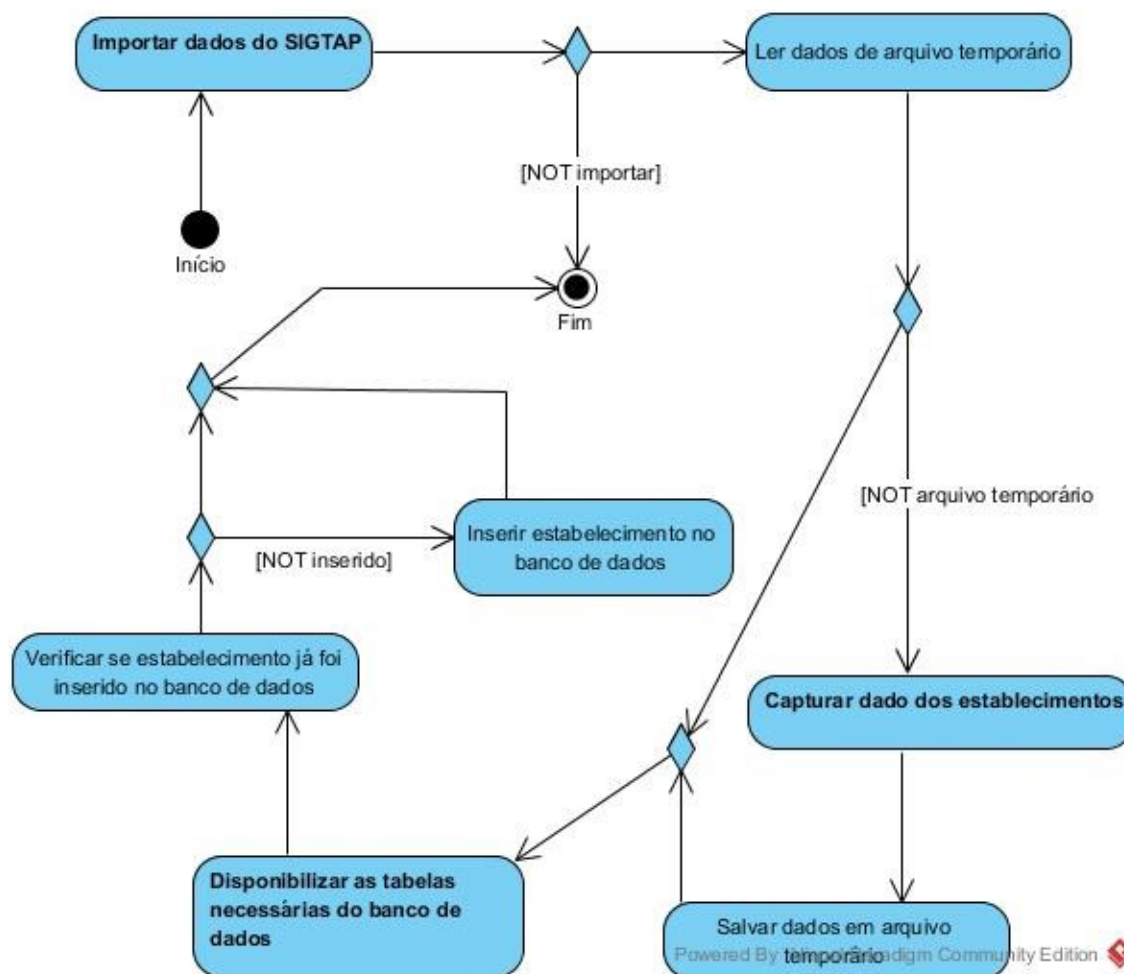 Importar dados do SIGTAP
Ler dados de arquivo temporário
[NOT importar]
Início
Fim
[NOT arquivo temporário
Inserir estabelecimento no
banco de dados
[NOT inserido]
Verificar se estabelecimento já foi
inserido no banco de dados
Capturar dado dos establecimentos
Disponibilizar as tabelas
necessárias do banco de
dados
Salvar dados em arquivo
temporário
Powered By Visual Paradigm Community Edition